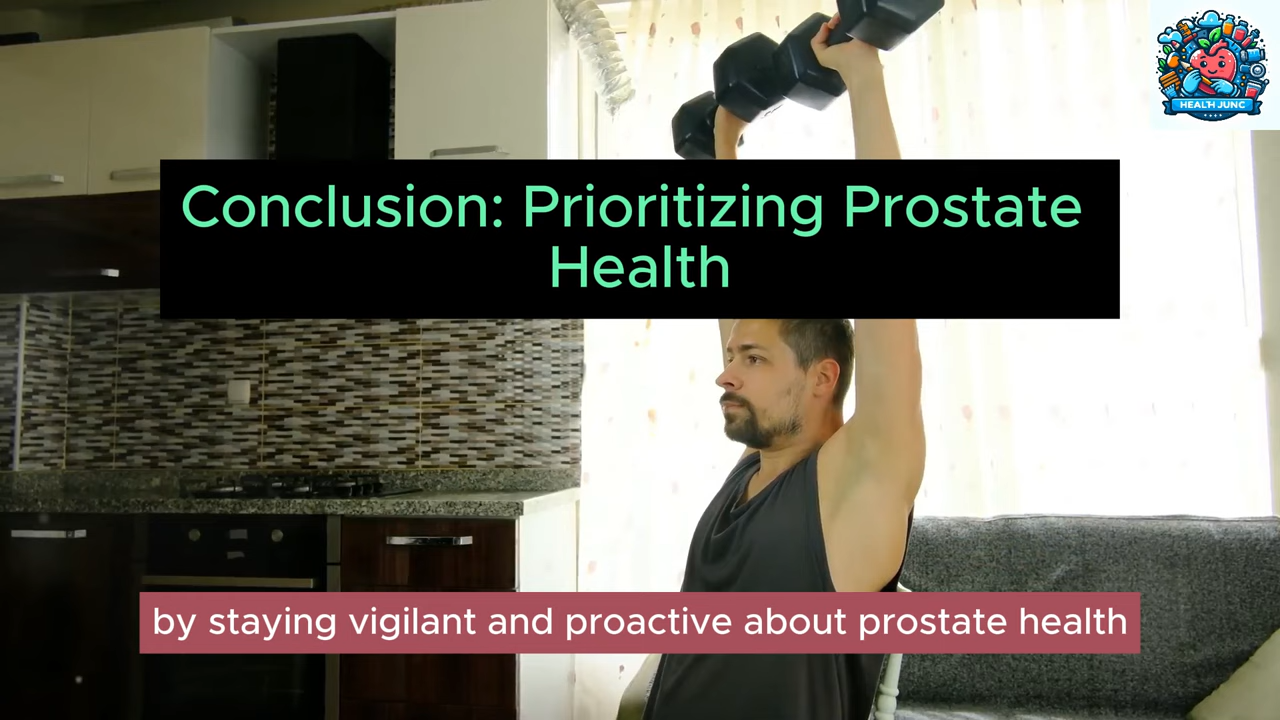 HEALTH JUNC
Conclusion: Prioritizing Prostate
Health
by staying vigilant and proactive about prostate health